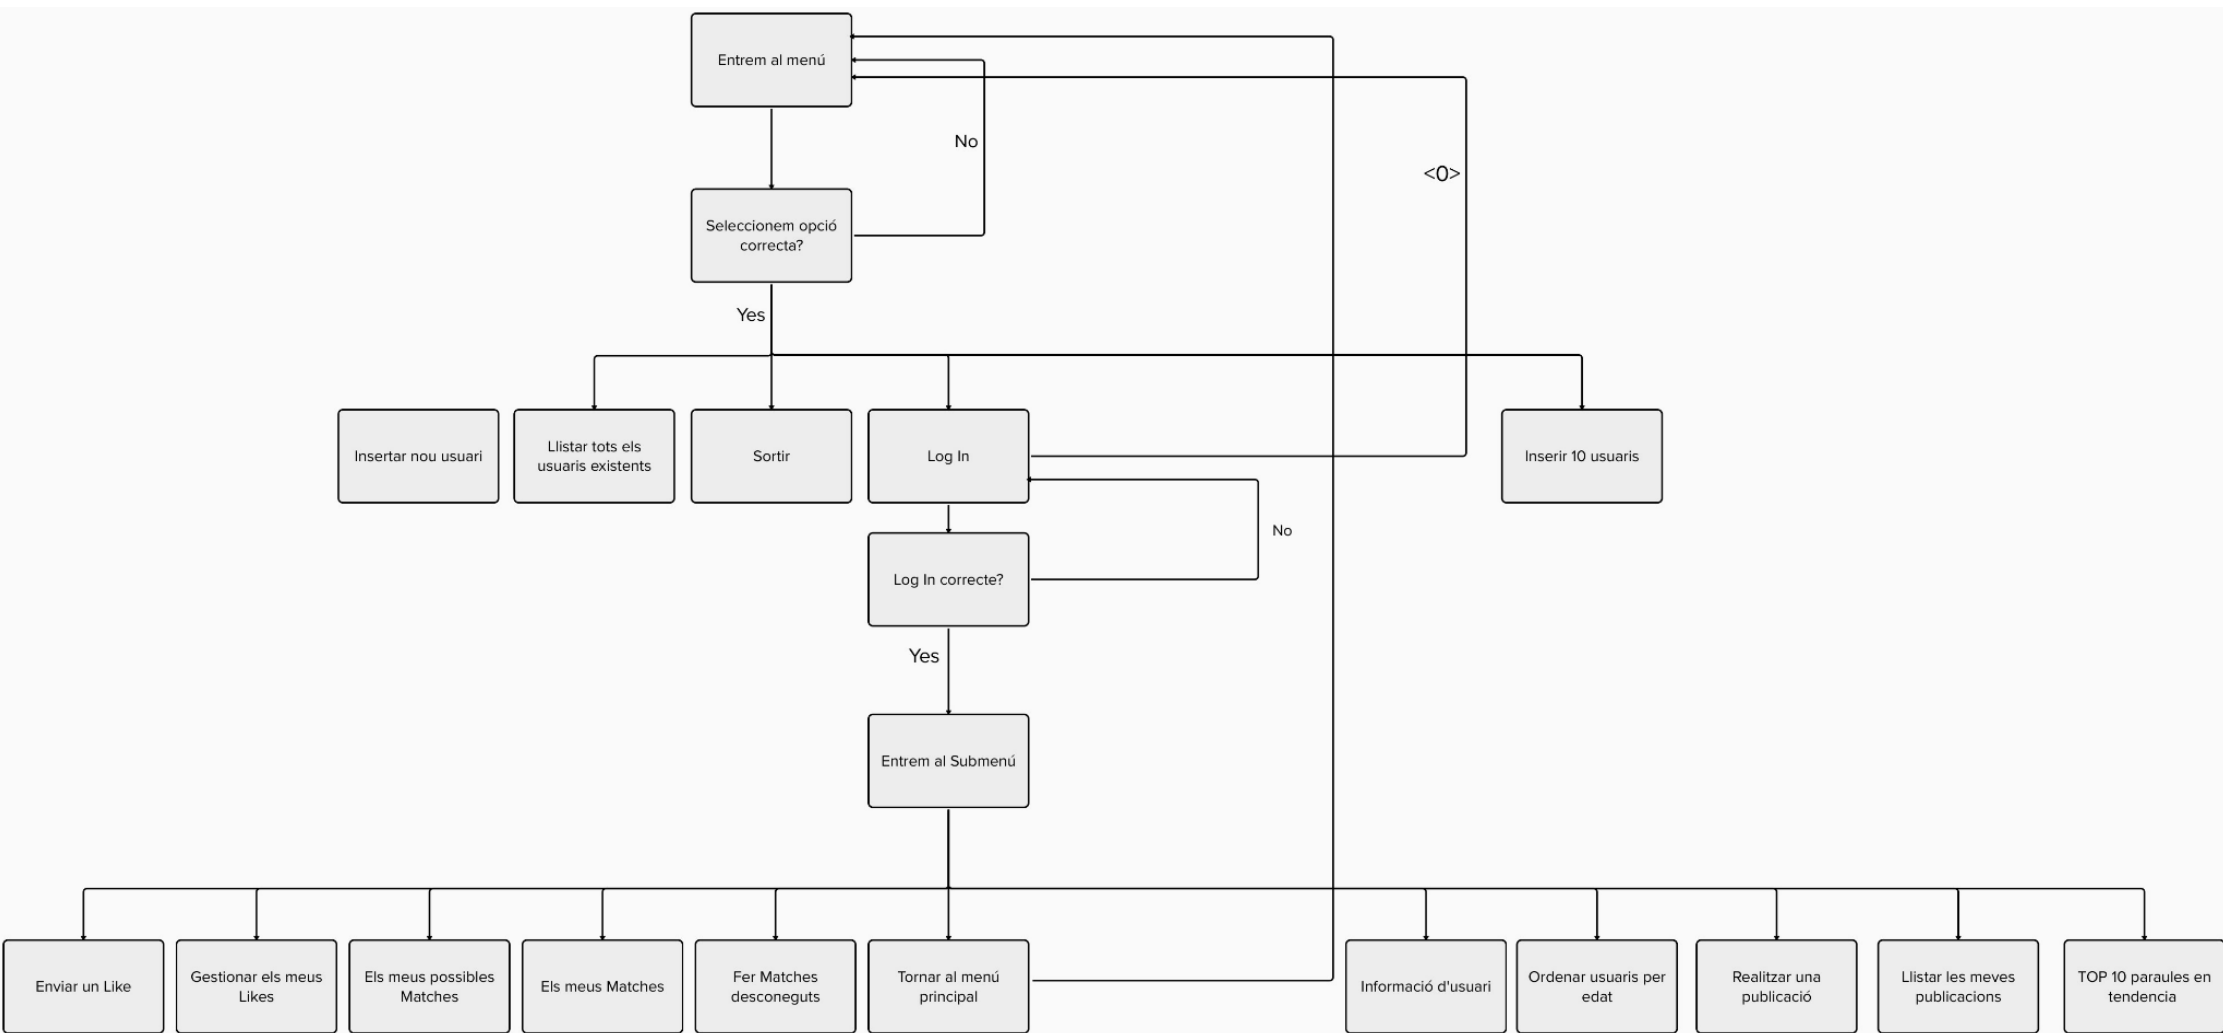 Entrem al menú
No
<0>
Seleccionem opció
correcta?
Yes
Insertar nou usuari
Llistar tots els
usuaris existents
Sortir
Log In
Inserir 10 usuaris
No
Log In correcte?
Yes
Entrem al Submenú
Enviar un Like
Gestionar els meus
Likes
Els meus possibles
Matches
Els meus Matches
Fer Matches
desconeguts
Tornar al menú
principal
Informació d'usuari
Ordenar usuaris per
edat
Realitzar una
publicació
Llistar les meves
publicacions
TOP 10 paraules en
tendencia